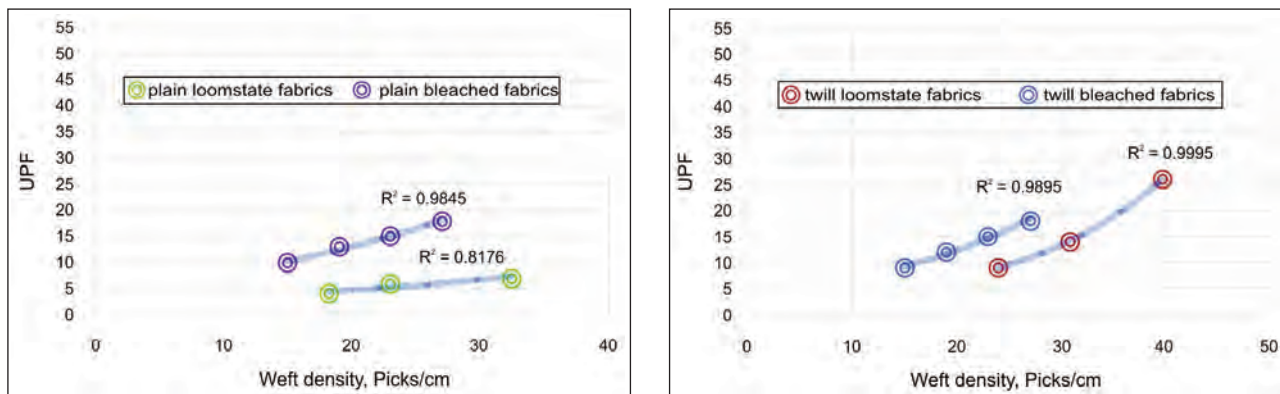 55
50
45
40
35
30
25
20
15
10
5
0
UPF
plain loomstate fabrics plain bleached fabrics
R² = 0.9845
R² = 0.8176
0 10 20 30 40
Weft density, Picks/cm
55
50
45
40
35
30
25
20
15
10
5
0
UPF
twill loomstate fabrics twill bleached fabrics
R² = 0.9995
R² = 0.9895
0 10 20 30 40 50
Weft density, Picks/cm